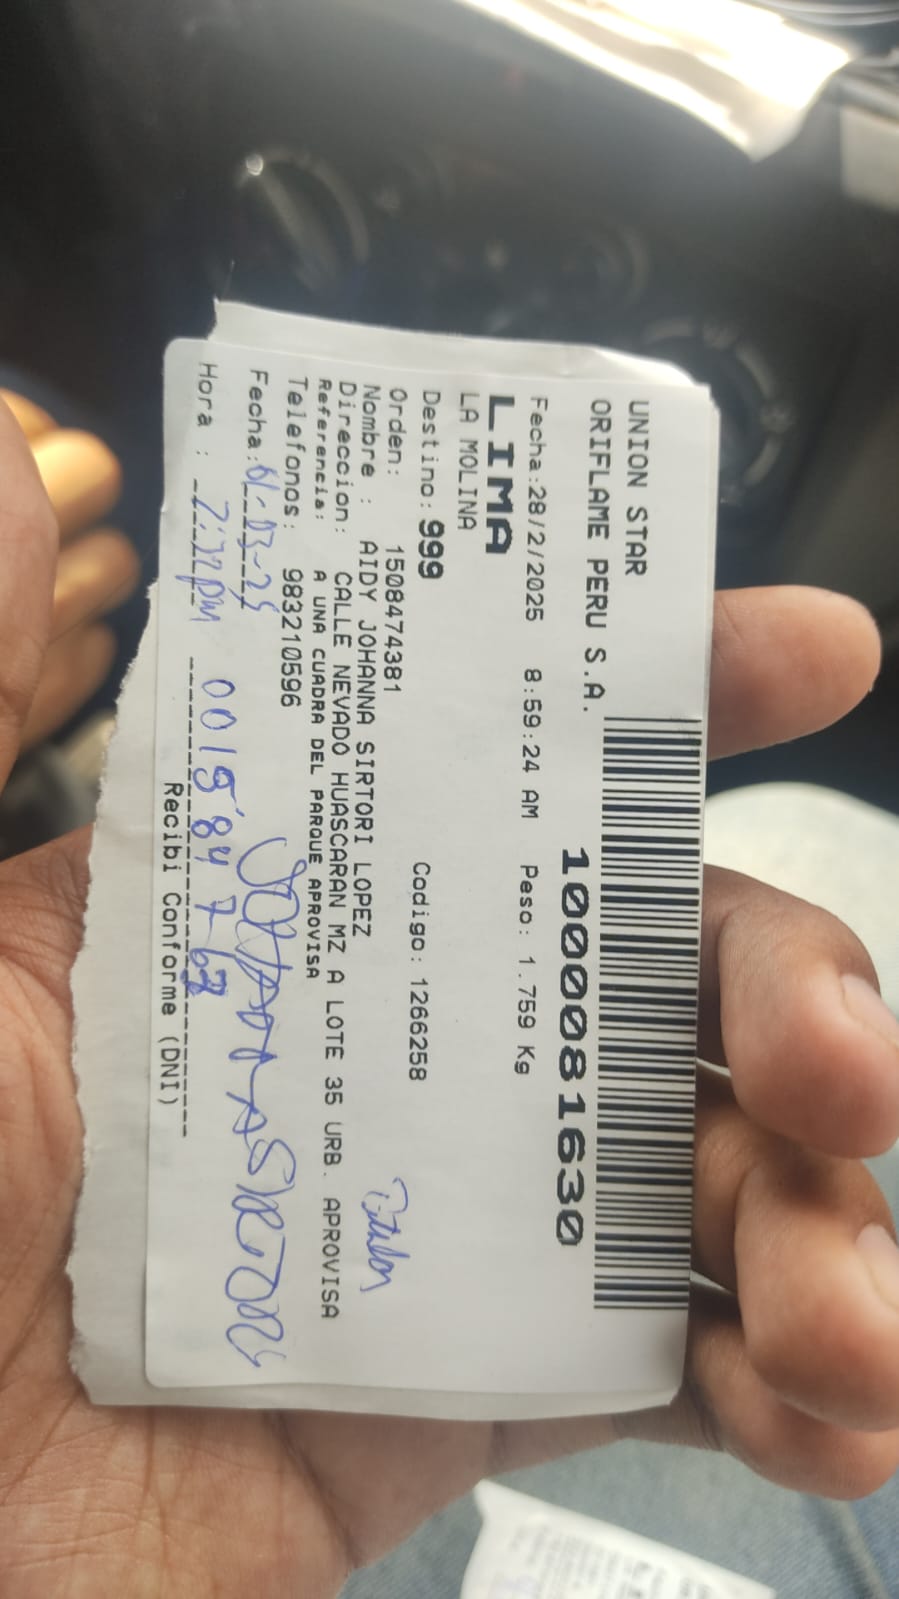 UNION STAR
ORIFLAME PERU S.A.
1000081630
Fecha:28/2/2025 8:59:24 AM Peso: 1.759 Kg
LIMA
LA MOLINA
Destino: 999 Codigo: 1266258
Orden: 1508474381
Nombre : AIDY JOHANNA SIRTORI LOPEZ
Titular
Direccion: CALLE NEVADO HUASCARAN MZ A LOTE 35 URB. APROVISA
Referencia: A UNA CUADRA DEL PARQUE APROVISA
Telefonos: 983210596
Fecha: 01-03-25
Hora : 2:22pm
Recibi Conforme (DNI)